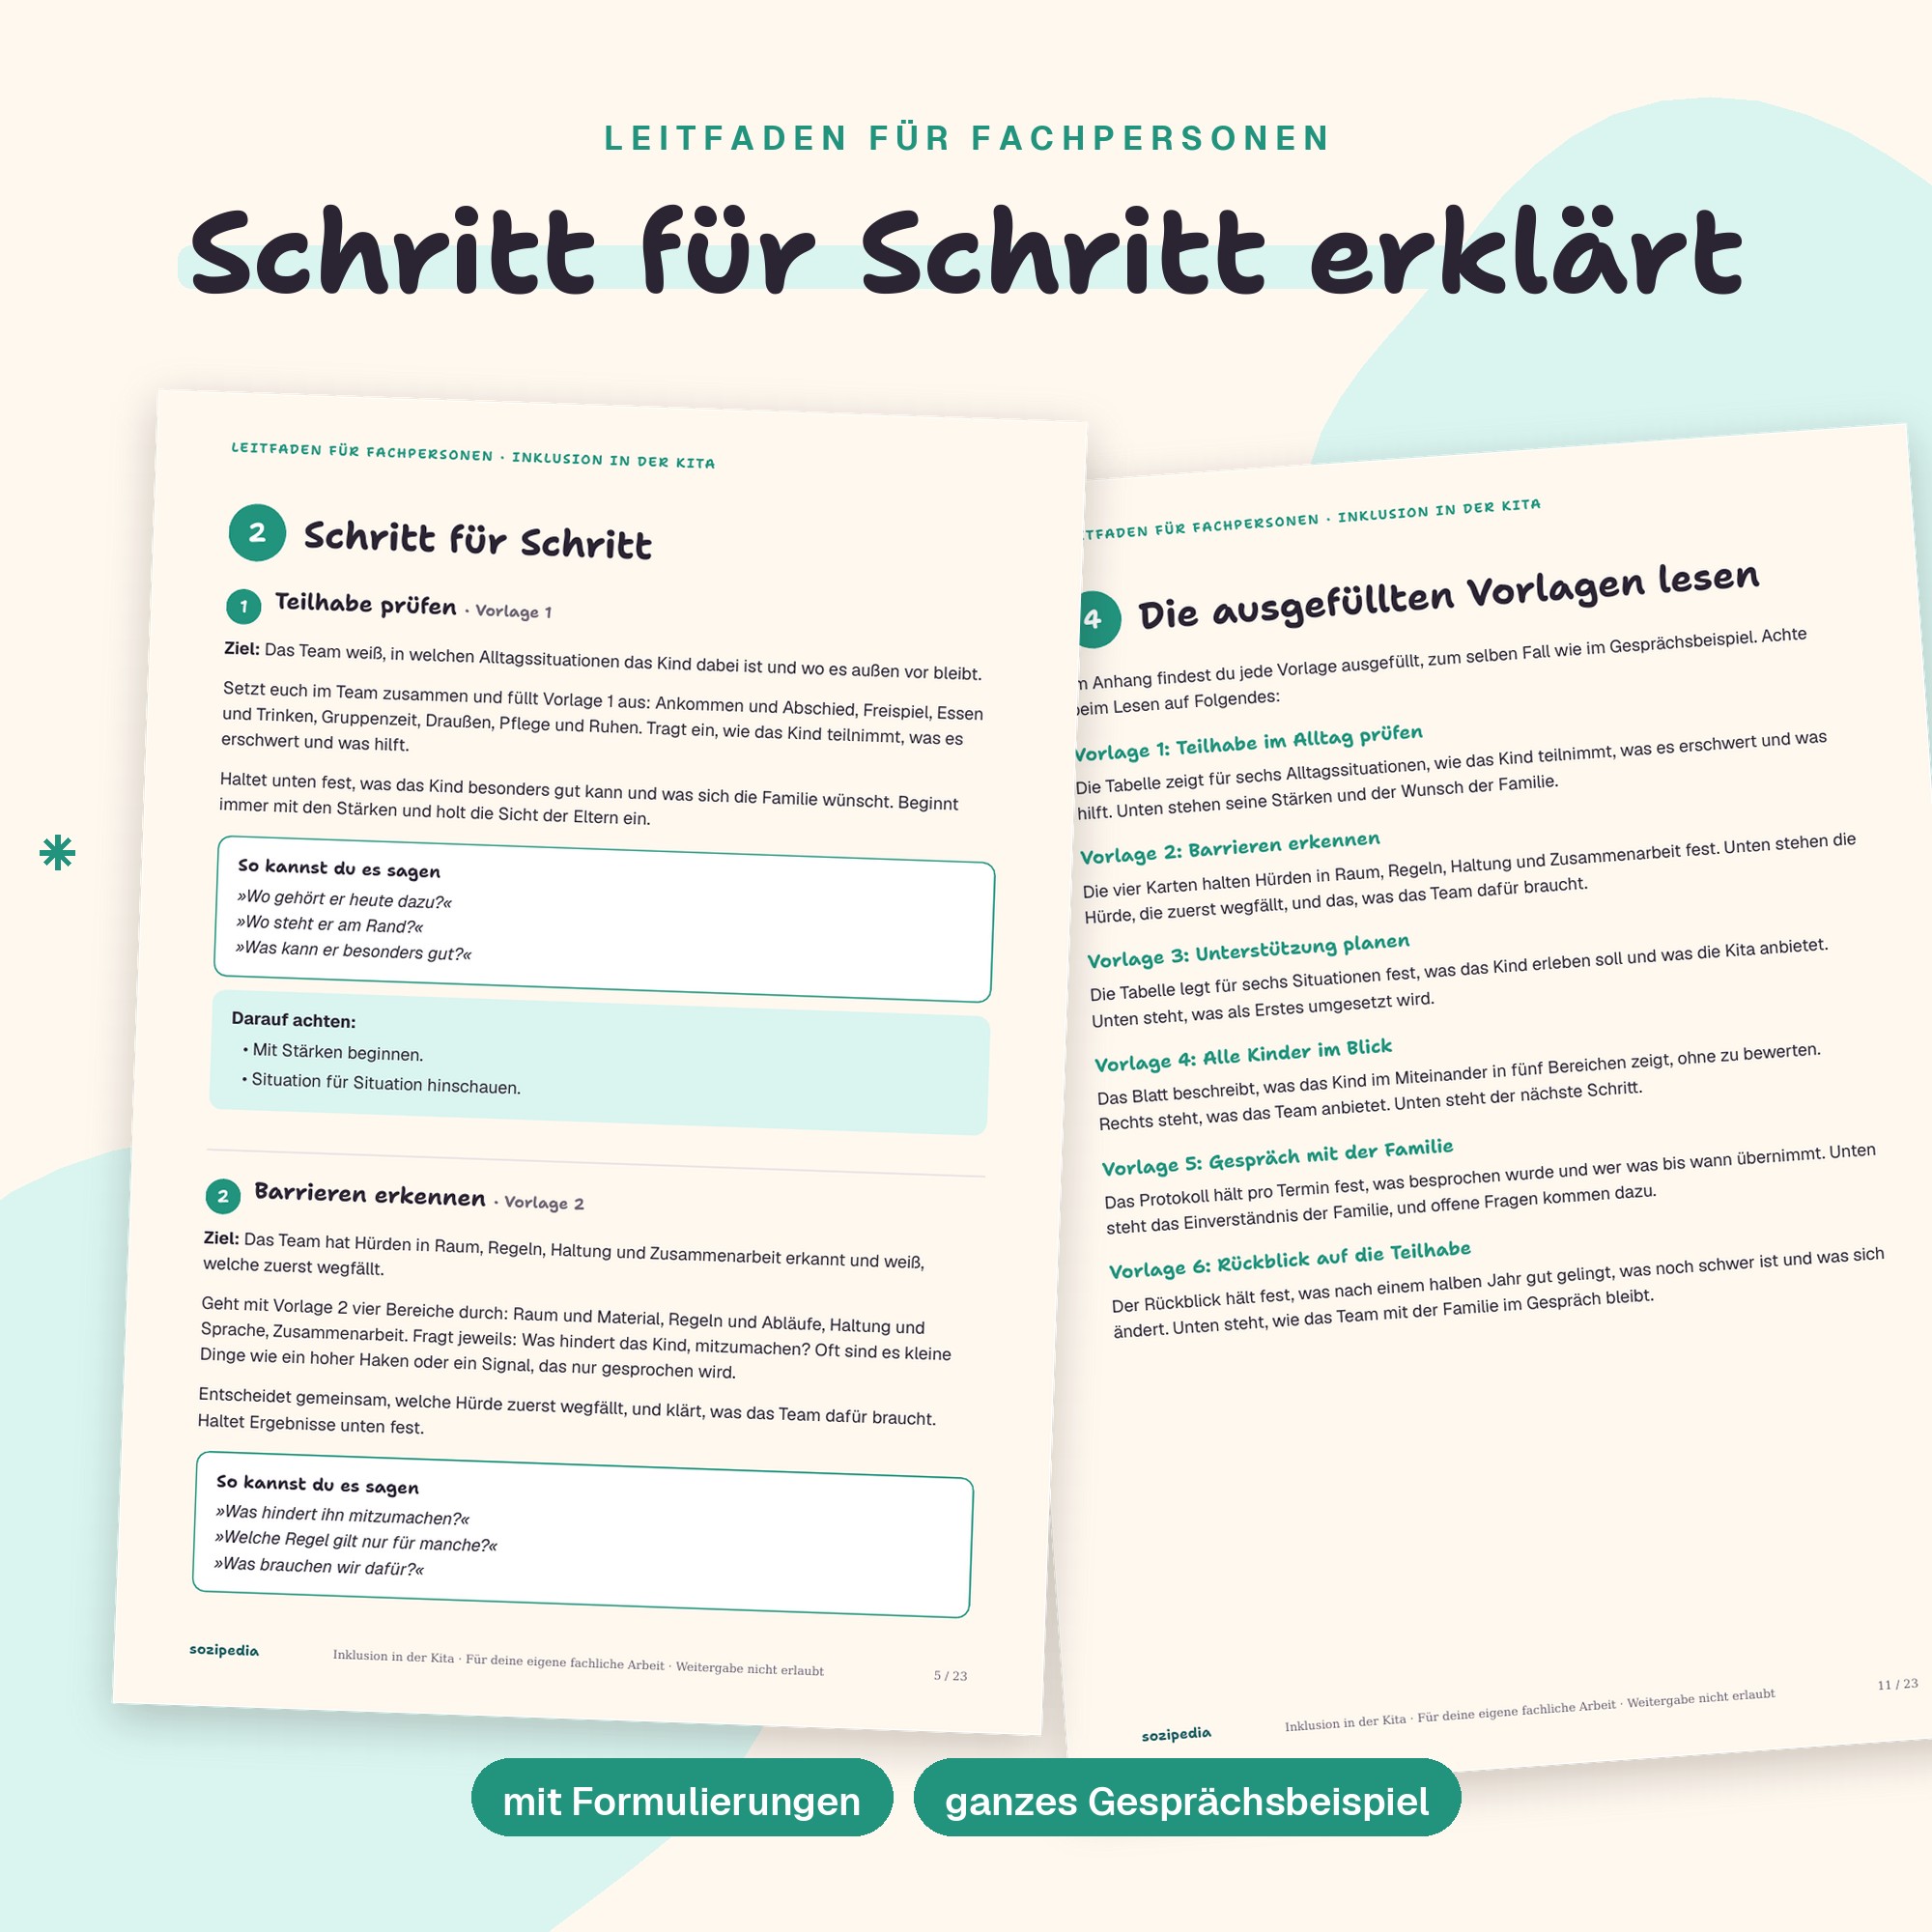 LEITFADEN FÜR FACHPERSONEN
Schritt für Schritt erklärt
LEITFADEN FÜR FACHPERSONEN · INKLUSION IN DER KITA
2 Schritt für Schritt
1 Teilhabe prüfen · Vorlage 1
Ziel: Das Team weiß, in welchen Alltagssituationen das Kind dabei ist und wo es außen vor bleibt.
Setzt euch im Team zusammen und füllt Vorlage 1 aus: Ankommen und Abschied, Freispiel, Essen
und Trinken, Gruppenzeit, Draußen, Pflege und Ruhen. Tragt ein, wie das Kind teilnimmt, was es
erschwert und was hilft.
Haltet unten fest, was das Kind besonders gut kann und was sich die Familie wünscht. Beginnt
immer mit den Stärken und holt die Sicht der Eltern ein.
So kannst du es sagen
»Wo gehört er heute dazu?«
»Wo steht er am Rand?«
»Was kann er besonders gut?«
Darauf achten:
• Mit Stärken beginnen.
• Situation für Situation hinschauen.
2 Barrieren erkennen · Vorlage 2
Ziel: Das Team hat Hürden in Raum, Regeln, Haltung und Zusammenarbeit erkannt und weiß,
welche zuerst wegfällt.
Geht mit Vorlage 2 vier Bereiche durch: Raum und Material, Regeln und Abläufe, Haltung und
Sprache, Zusammenarbeit. Fragt jeweils: Was hindert das Kind, mitzumachen? Oft sind es kleine
Dinge wie ein hoher Haken oder ein Signal, das nur gesprochen wird.
Entscheidet gemeinsam, welche Hürde zuerst wegfällt, und klärt, was das Team dafür braucht.
Haltet Ergebnisse unten fest.
So kannst du es sagen
»Was hindert ihn mitzumachen?«
»Welche Regel gilt nur für manche?«
»Was brauchen wir dafür?«
sozipedia
Inklusion in der Kita · Für deine eigene fachliche Arbeit · Weitergabe nicht erlaubt
5 / 23
TFADEN FÜR FACHPERSONEN · INKLUSION IN DER KITA
4 Die ausgefüllten Vorlagen lesen
m Anhang findest du jede Vorlage ausgefüllt, zum selben Fall wie im Gesprächsbeispiel. Achte
beim Lesen auf Folgendes:
Vorlage 1: Teilhabe im Alltag prüfen
Die Tabelle zeigt für sechs Alltagssituationen, wie das Kind teilnimmt, was es erschwert und was
hilft. Unten stehen seine Stärken und der Wunsch der Familie.
Vorlage 2: Barrieren erkennen
Die vier Karten halten Hürden in Raum, Regeln, Haltung und Zusammenarbeit fest. Unten stehen die
Hürde, die zuerst wegfällt, und das, was das Team dafür braucht.
Vorlage 3: Unterstützung planen
Die Tabelle legt für sechs Situationen fest, was das Kind erleben soll und was die Kita anbietet.
Unten steht, was als Erstes umgesetzt wird.
Vorlage 4: Alle Kinder im Blick
Das Blatt beschreibt, was das Kind im Miteinander in fünf Bereichen zeigt, ohne zu bewerten.
Rechts steht, was das Team anbietet. Unten steht der nächste Schritt.
Vorlage 5: Gespräch mit der Familie
Das Protokoll hält pro Termin fest, was besprochen wurde und wer was bis wann übernimmt. Unten
steht das Einverständnis der Familie, und offene Fragen kommen dazu.
Vorlage 6: Rückblick auf die Teilhabe
Der Rückblick hält fest, was nach einem halben Jahr gut gelingt, was noch schwer ist und was sich
ändert. Unten steht, wie das Team mit der Familie im Gespräch bleibt.
sozipedia
Inklusion in der Kita · Für deine eigene fachliche Arbeit · Weitergabe nicht erlaubt
11 / 23
mit Formulierungen
ganzes Gesprächsbeispiel